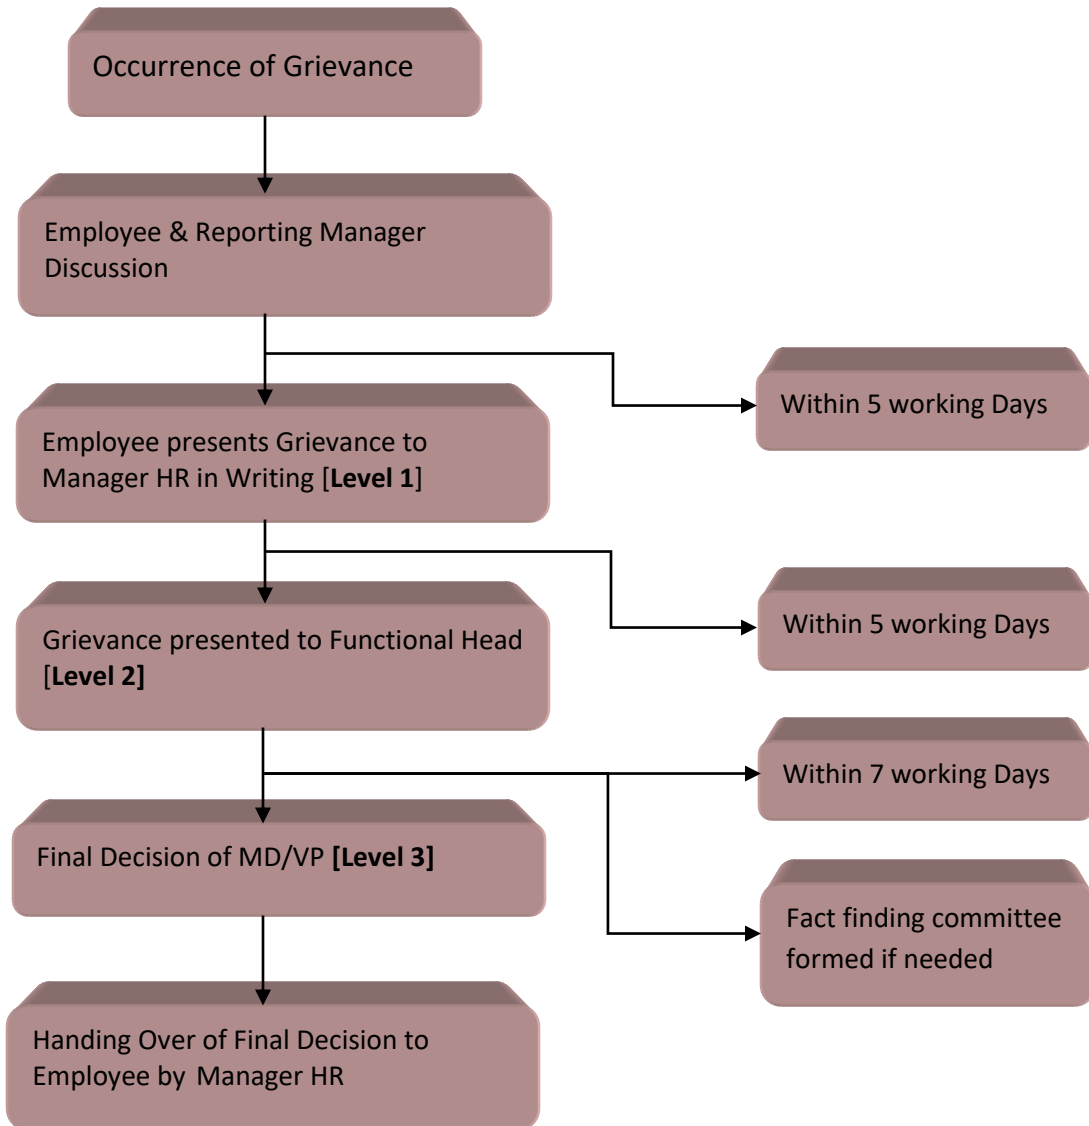 Occurrence of Grievance
Employee & Reporting Manager
Discussion
Within 5 working Days
Employee presents Grievance to
Manager HR in Writing [Level 1]
Within 5 working Days
Grievance presented to Functional Head
[Level 2]
Within 7 working Days
Final Decision of MD/VP [Level 3]
Fact finding committee
formed if needed
Handing Over of Final Decision to
Employee by Manager HR